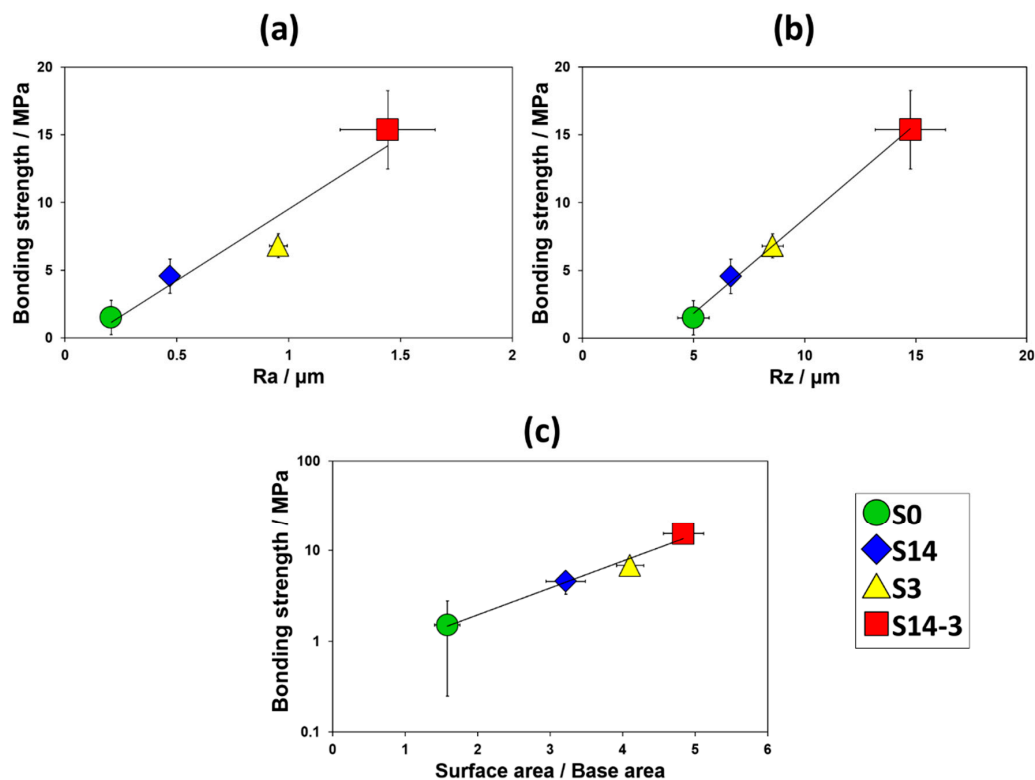 (a)
Bonding strength / MPa
20
15
10
5
0
0 0.5 1 1.5 2
Ra / µm
(b)
Bonding strength / MPa
20
15
10
5
0
0 5 10 15 20
Rz / µm
(c)
Bonding strength / MPa
100
10
1
0.1
0 1 2 3 4 5 6
Surface area / Base area
S0
S14
S3
S14-3